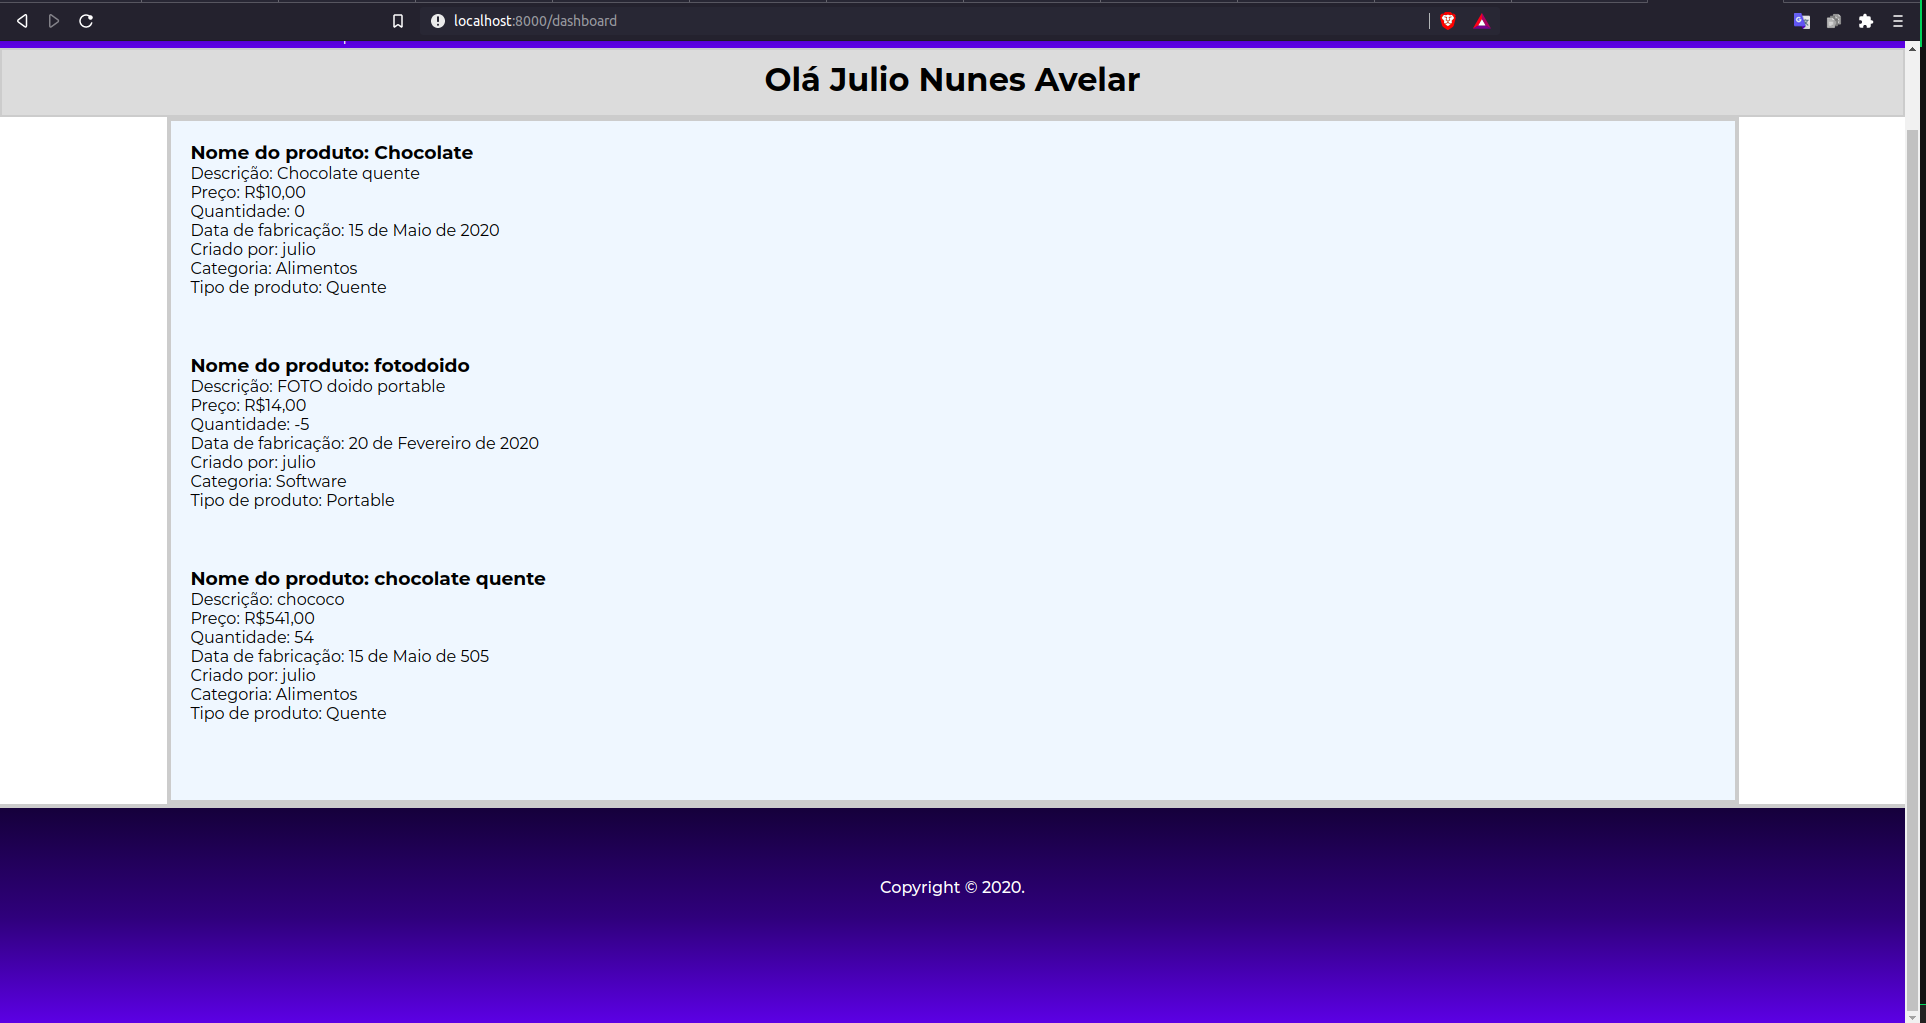 localhost:8000/dashboard
Olá Julio Nunes Avelar
Nome do produto: Chocolate
Descrição: Chocolate quente
Preço: R$10,00
Quantidade: 0
Data de fabricação: 15 de Maio de 2020
Criado por: julio
Categoria: Alimentos
Tipo de produto: Quente
Nome do produto: fotodoido
Descrição: FOTO doido portable
Preço: R$14,00
Quantidade: -5
Data de fabricação: 20 de Fevereiro de 2020
Criado por: julio
Categoria: Software
Tipo de produto: Portable
Nome do produto: chocolate quente
Descrição: chococo
Preço: R$541,00
Quantidade: 54
Data de fabricação: 15 de Maio de 505
Criado por: julio
Categoria: Alimentos
Tipo de produto: Quente
Copyright © 2020.